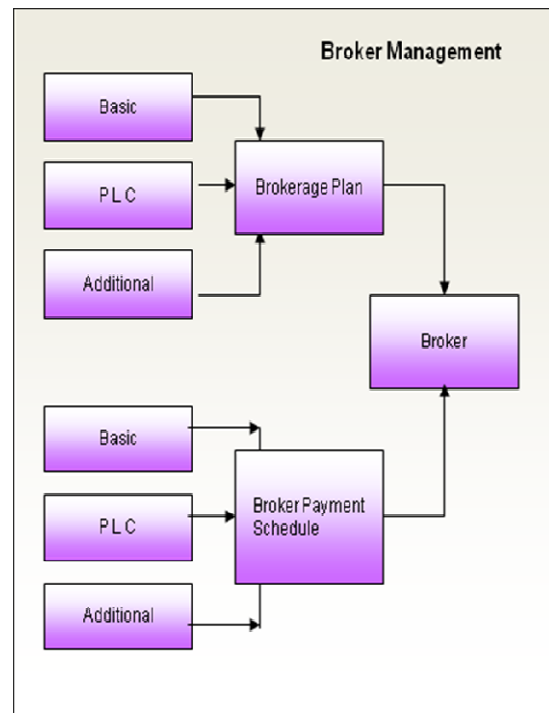 Broker Management
Basic
PLC
Additional
Brokerage Plan
Broker
Basic
PLC
Additional
Broker Payment
Schedule